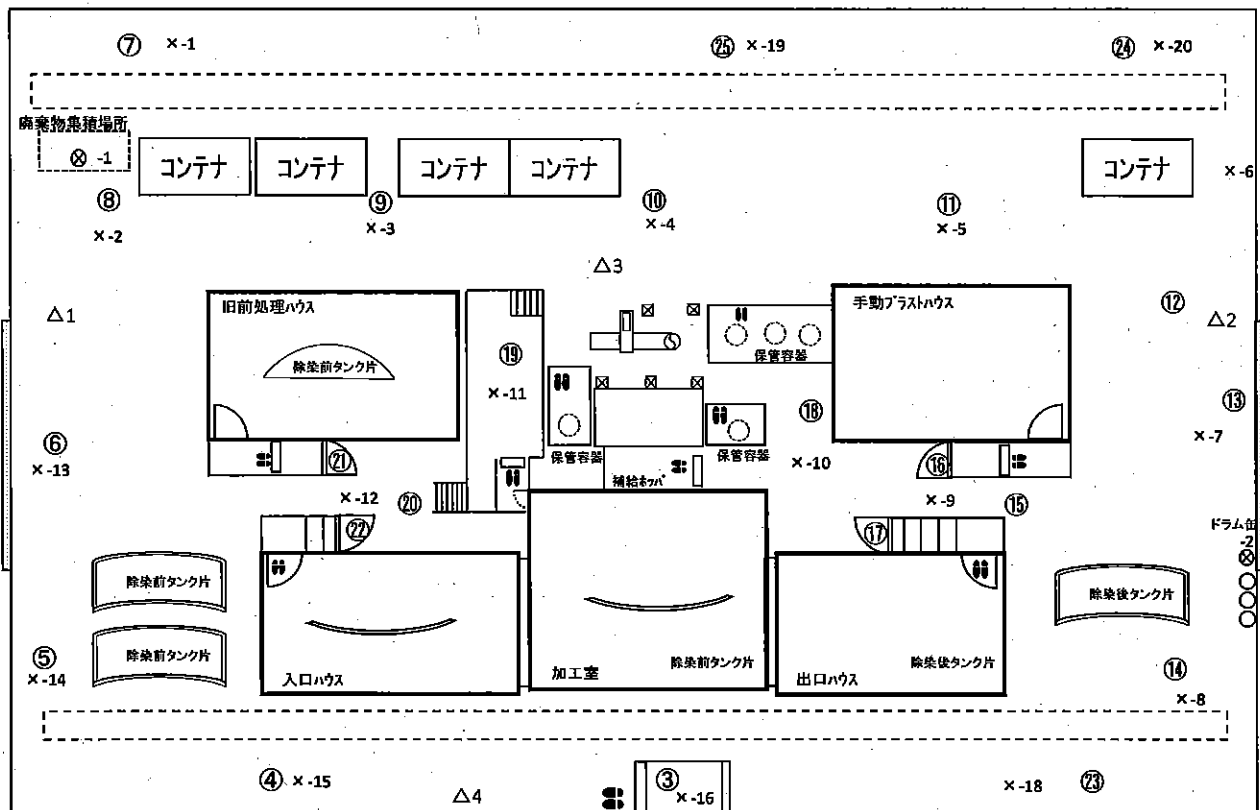 ⑦ ×-1 ㉕ ×-19 ㉔ ×-20
廃棄物集積場所
⊗ -1 コンテナ コンテナ コンテナ コンテナ コンテナ ×-6
⑧ ⑨ ⑩ ⑪
×-2 ×-3 ×-4 ×-5
△3
旧前処理ハウス 手動ブラストハウス ⑫
△1 △2
保管容器
除染前タンク片 ⑲
×-11 ⑱ ⑬
⑥ ×-7
×-13 ㉑ 保管容器 保管容器 ×-10 ⑯
補給ホッパ
×-12 ⑳ ×-9 ⑮
㉒ ⑰
ドラム缶
-2
除染前タンク片 除染後タンク片
除染前タンク片 加工室 除染前タンク片 除染後タンク片
⑤ 入口ハウス 出口ハウス ⑭
×-14 ×-8
④ ×-15 △4 ③ ×-16 ×-18 ㉓